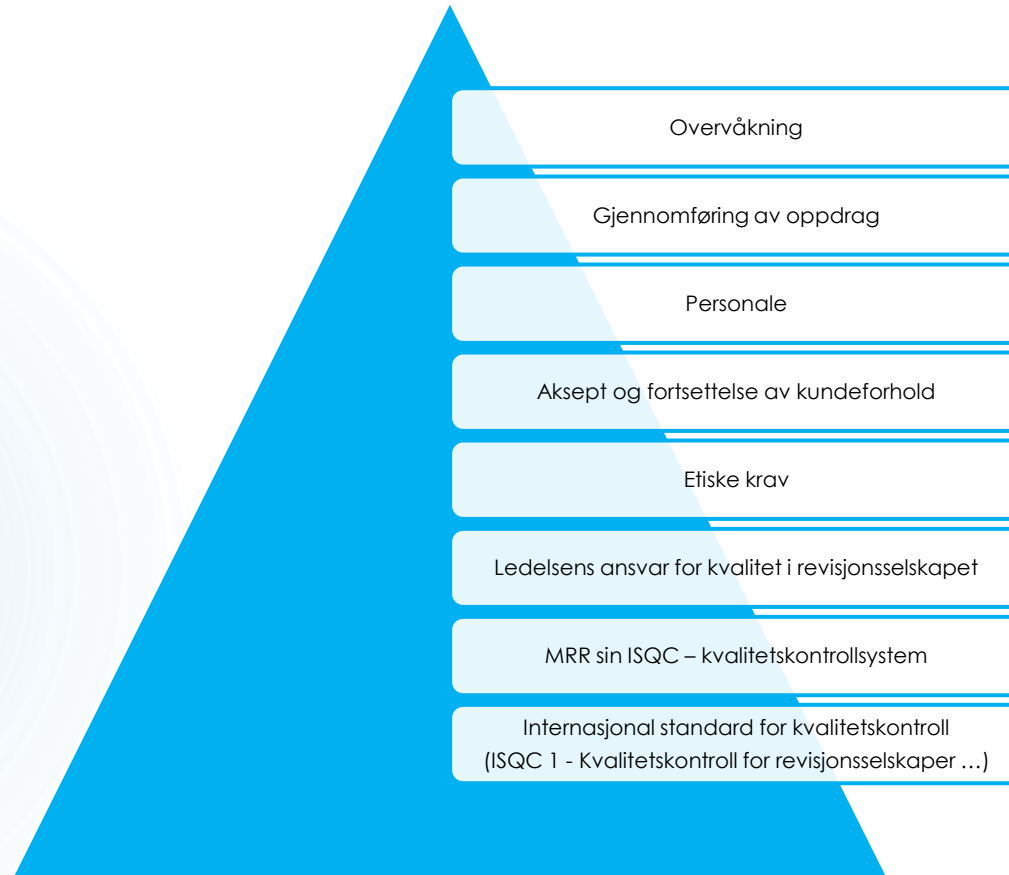 Overvåkning
Gjennomføring av oppdrag
Personale
Aksept og fortsettelse av kundeforhold
Etiske krav
Ledelsens ansvar for kvalitet i revisjonsselskapet
MRR sin ISQC – kvalitetskontrollsystem
Internasjonal standard for kvalitetskontroll
(ISQC 1 - Kvalitetskontroll for revisjonsselskaper …)